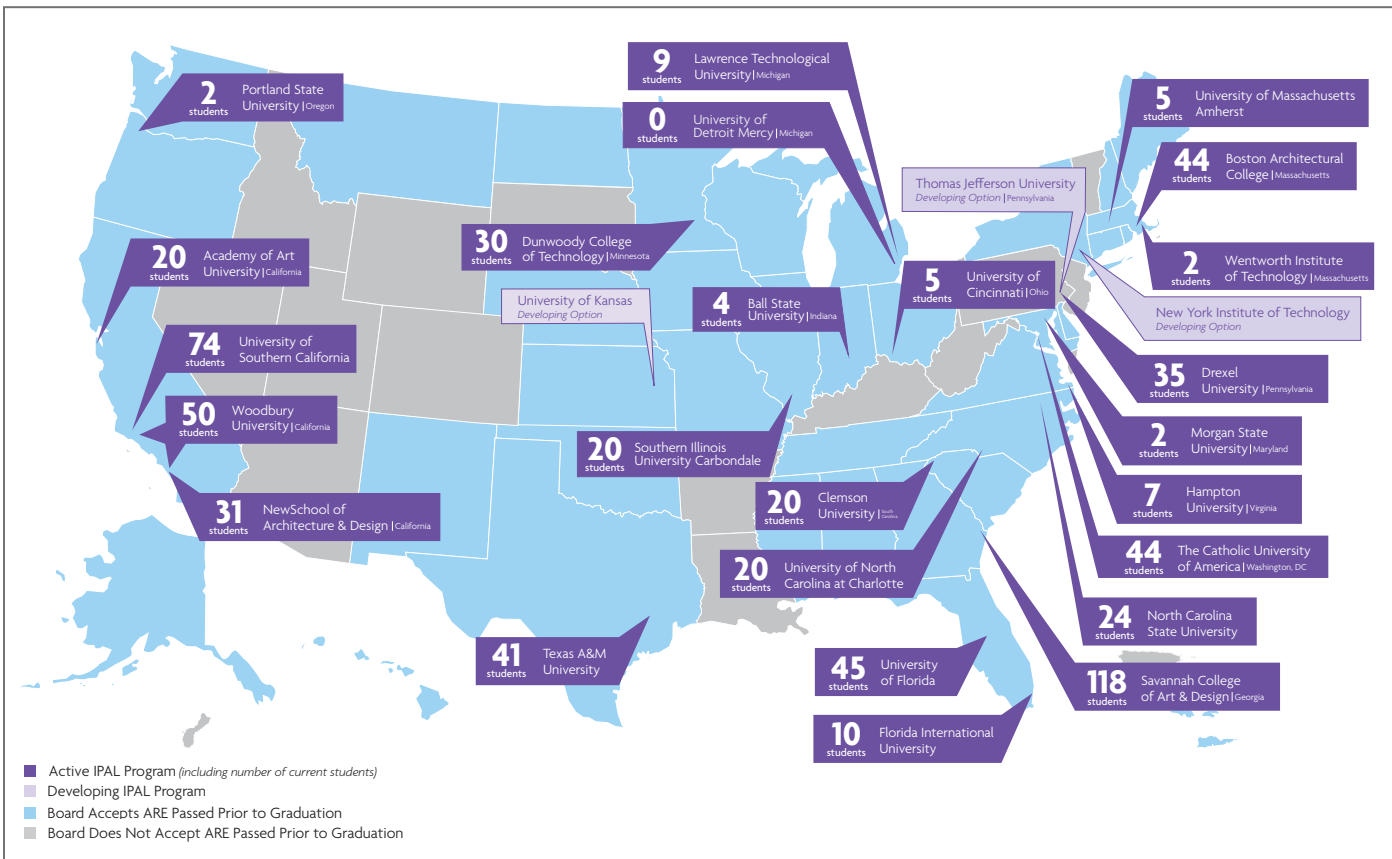 9
students
Lawrence Technological
University | Michigan
2
students
Portland State
University | Oregon
0
students
University of
Detroit Mercy | Michigan
5
students
University of Massachusetts
Amherst
44
students
Boston Architectural
College | Massachusetts
Thomas Jefferson University
Developing Option | Pennsylvania
30
students
Dunwoody College
of Technology | Minnesota
20
students
Academy of Art
University | California
2
students
Wentworth Institute
of Technology | Massachusetts
5
students
University of
Cincinnati | Ohio
University of Kansas
Developing Option
4
students
Ball State
University | Indiana
New York Institute of Technology
Developing Option
74
students
University of
Southern California
35
students
Drexel
University | Pennsylvania
50
students
Woodbury
University | California
2
students
Morgan State
University | Maryland
20
students
Southern Illinois
University Carbondale
31
students
NewSchool of
Architecture & Design | California
20
students
Clemson
University | South Carolina
7
students
Hampton
University | Virginia
20
students
University of North
Carolina at Charlotte
44
students
The Catholic University
of America | Washington, DC
24
students
North Carolina
State University
41
students
Texas A&M
University
45
students
University
of Florida
118
students
Savannah College
of Art & Design | Georgia
10
students
Florida International
University
Active IPAL Program (including number of current students)
Developing IPAL Program
Board Accepts ARE Passed Prior to Graduation
Board Does Not Accept ARE Passed Prior to Graduation